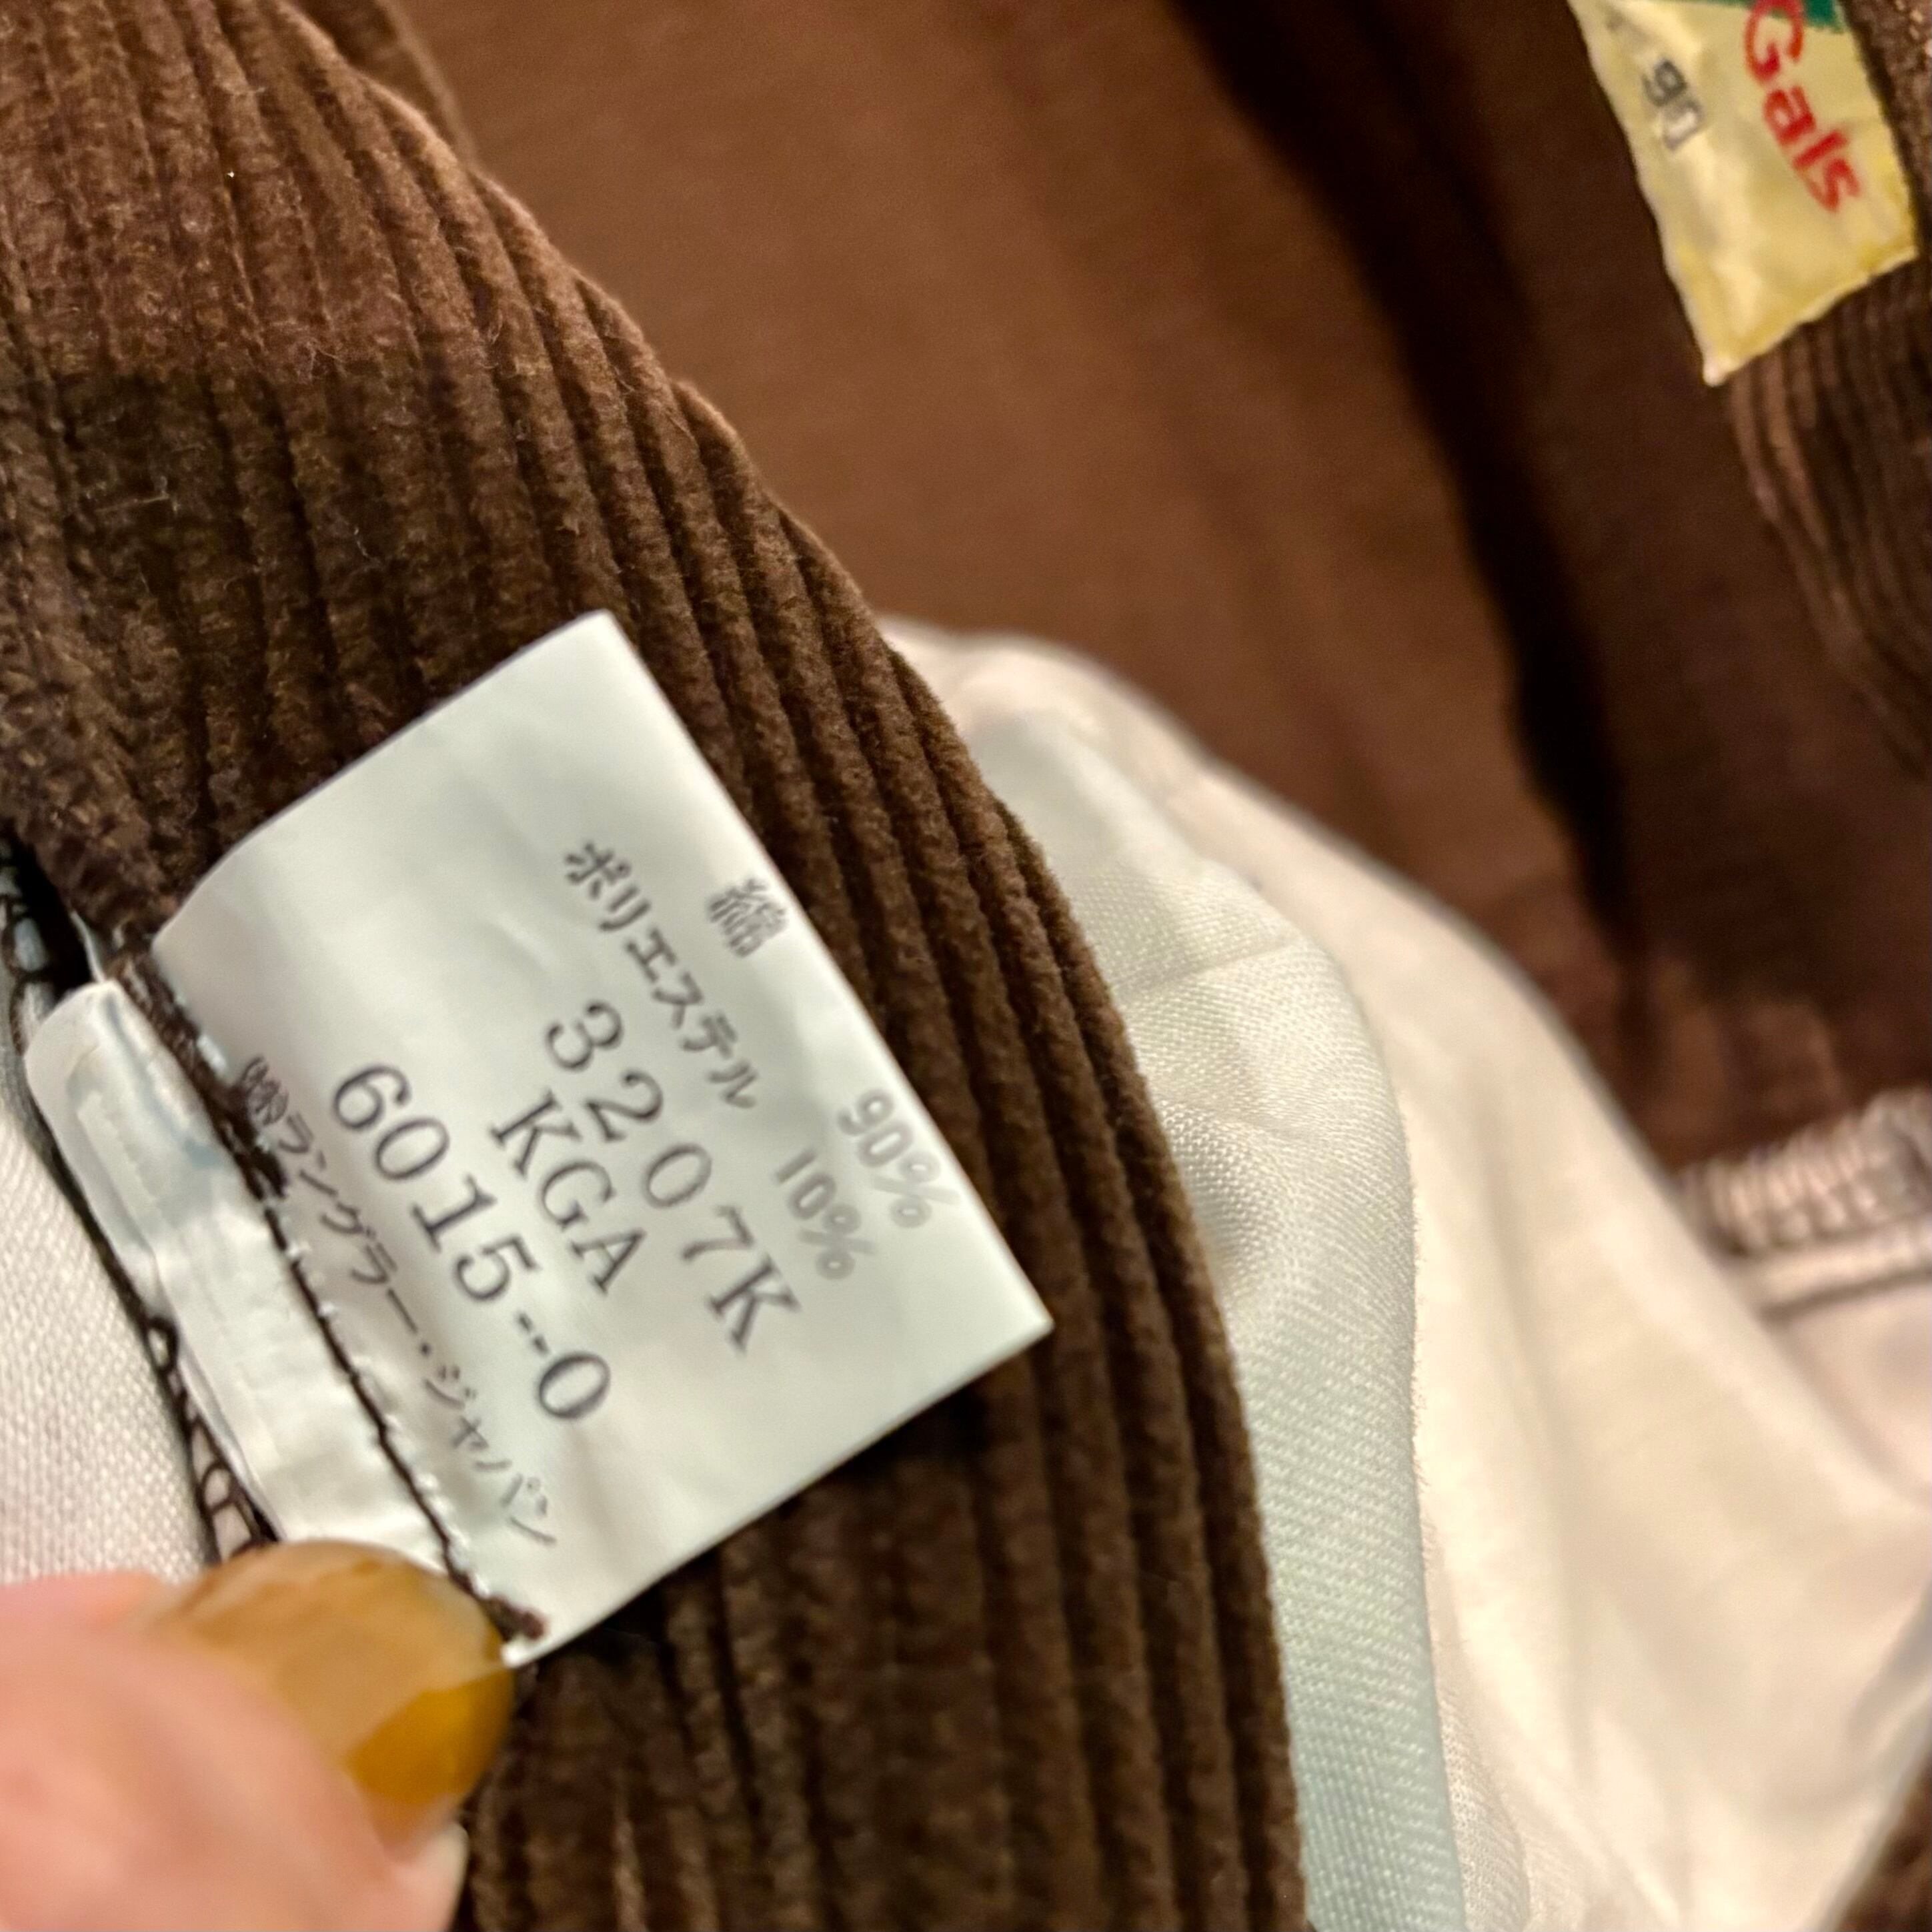 綿 90%
ポリエステル 10%
3207K
KGA
6015--0
㈱ラングラー・ジャパン
Gals
90